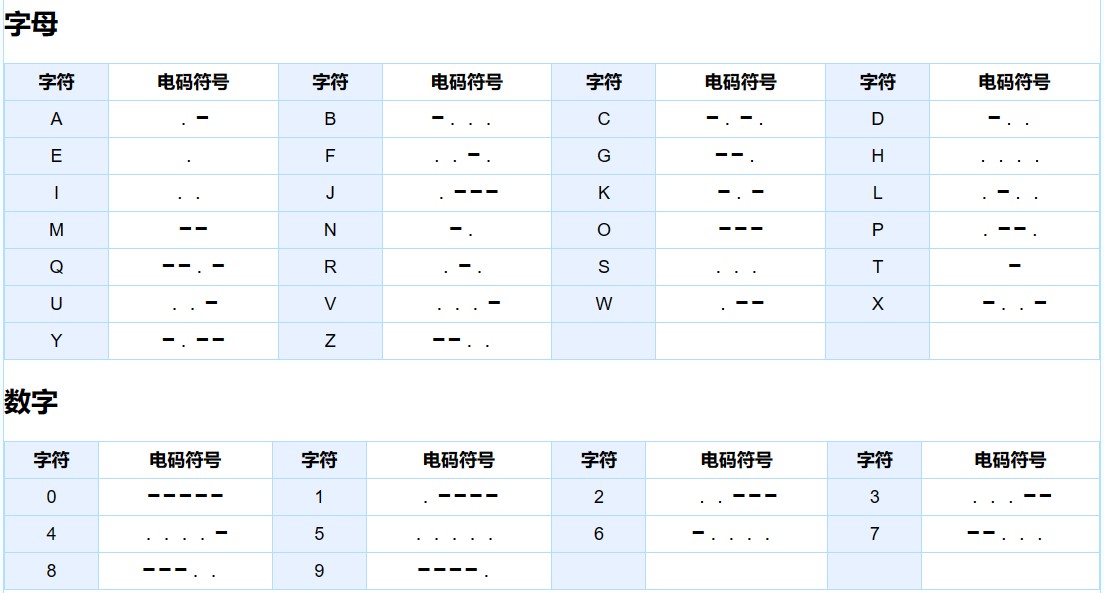 字母
字符 电码符号 字符 电码符号 字符 电码符号 字符 电码符号
A . ━ B ━ . . . C ━ . ━ . D ━ . .
E . F . . ━ . G ━ ━ . H . . . .
I . . J . ━ ━ ━ K ━ . ━ L . ━ . .
M ━ ━ N ━ . O ━ ━ ━ P . ━ ━ .
Q ━ ━ . ━ R . ━ . S . . . T ━
U . . ━ V . . . ━ W . ━ ━ X ━ . . ━
Y ━ . ━ ━ Z ━ ━ . .
数字
字符 电码符号 字符 电码符号 字符 电码符号 字符 电码符号
0 ━ ━ ━ ━ ━ 1 . ━ ━ ━ ━ 2 . . ━ ━ ━ 3 . . . ━ ━
4 . . . . ━ 5 . . . . . 6 ━ . . . . 7 ━ ━ . . .
8 ━ ━ ━ . . 9 ━ ━ ━ ━ .